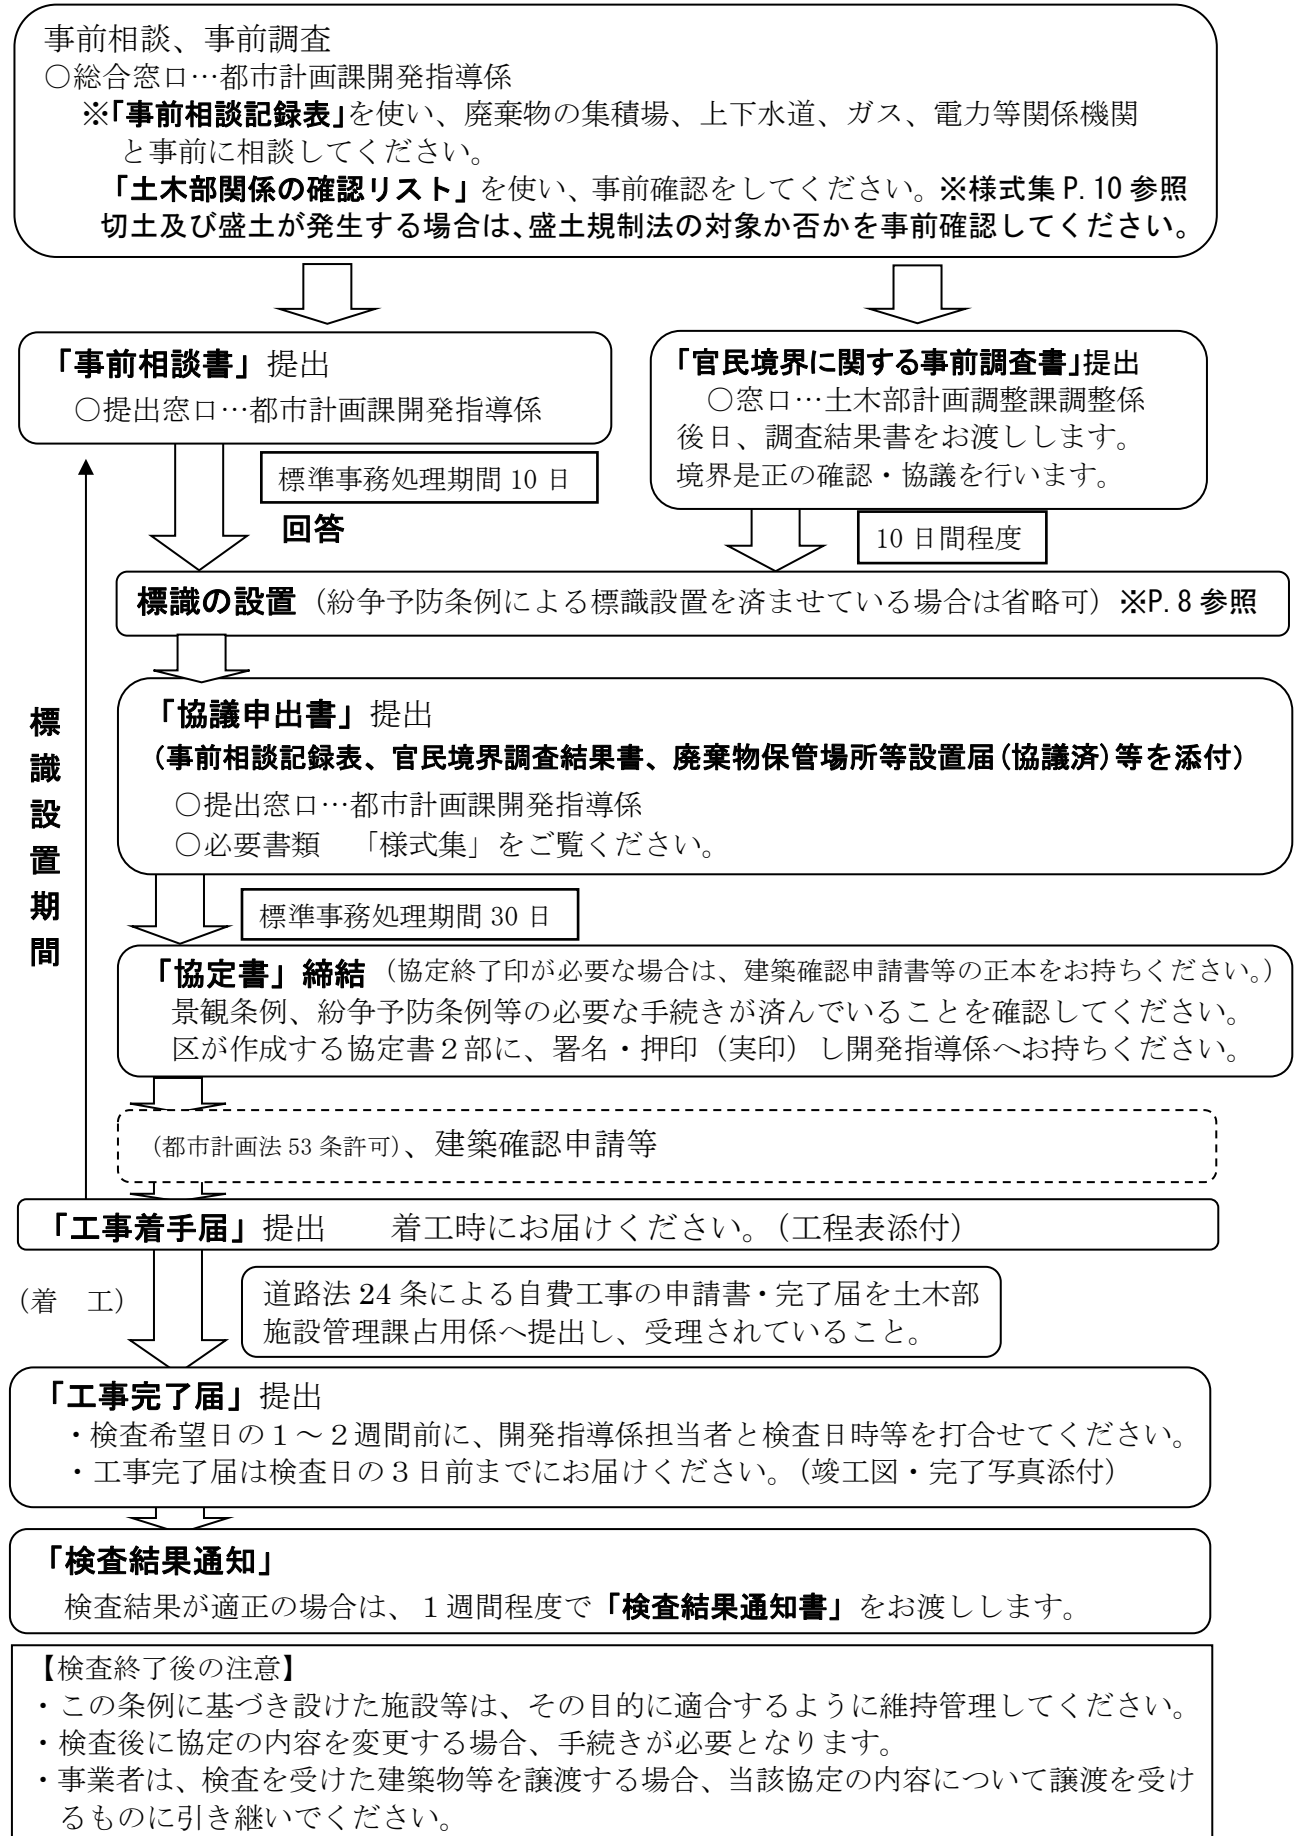 事前相談、事前調査
○総合窓口…都市計画課開発指導係
※「事前相談記録表」を使い、廃棄物の集積場、上下水道、ガス、電力等関係機関
と事前に相談してください。
「土木部関係の確認リスト」を使い、事前確認をしてください。※様式集 P.10 参照
切土及び盛土が発生する場合は、盛土規制法の対象か否かを事前確認してください。
「事前相談書」提出
○提出窓口…都市計画課開発指導係
「官民境界に関する事前調査書」提出
○窓口…土木部計画調整課調整係
後日、調査結果書をお渡しします。
境界是正の確認・協議を行います。
標準事務処理期間 10 日
回答
10 日間程度
標識の設置（紛争予防条例による標識設置を済ませている場合は省略可）※P.8 参照
標識設置期間
「協議申出書」提出
（事前相談記録表、官民境界調査結果書、廃棄物保管場所等設置届（協議済）等を添付）
○提出窓口…都市計画課開発指導係
○必要書類　「様式集」をご覧ください。
標準事務処理期間 30 日
「協定書」締結（協定終了印が必要な場合は、建築確認申請書等の正本をお持ちください。）
景観条例、紛争予防条例等の必要な手続きが済んでいることを確認してください。
区が作成する協定書２部に、署名・押印（実印）し開発指導係へお持ちください。
（都市計画法 53 条許可）、建築確認申請等
「工事着手届」提出　　着工時にお届けください。（工程表添付）
（着　工）
道路法 24 条による自費工事の申請書・完了届を土木部
施設管理課占用係へ提出し、受理されていること。
「工事完了届」提出
・検査希望日の１～２週間前に、開発指導係担当者と検査日時等を打合せてください。
・工事完了届は検査日の３日前までにお届けください。（竣工図・完了写真添付）
「検査結果通知」
検査結果が適正の場合は、１週間程度で「検査結果通知書」をお渡しします。
【検査終了後の注意】
・この条例に基づき設けた施設等は、その目的に適合するように維持管理してください。
・検査後に協定の内容を変更する場合、手続きが必要となります。
・事業者は、検査を受けた建築物等を譲渡する場合、当該協定の内容について譲渡を受け
るものに引き継いでください。